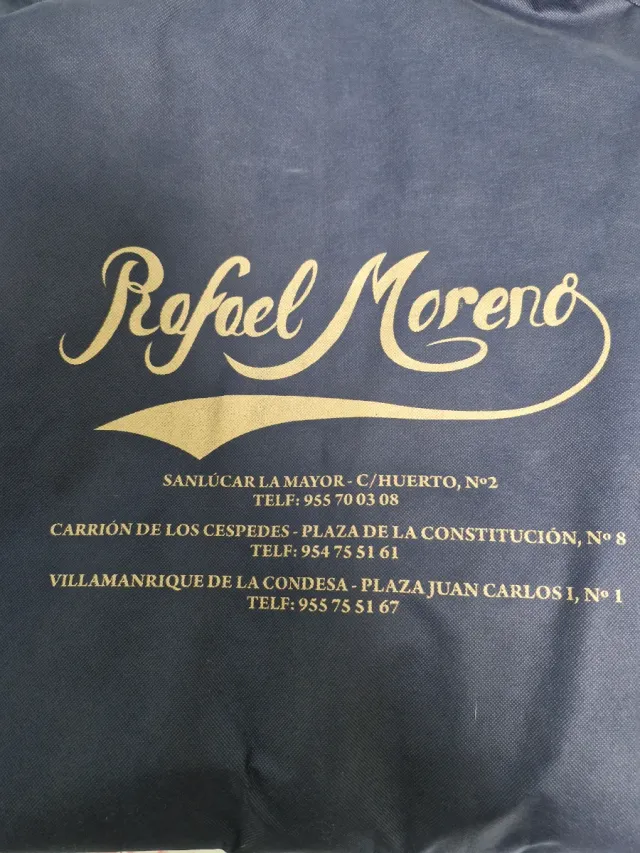 Rafael Moreno
SANLÚCAR LA MAYOR - C/HUERTO, Nº2
TELF: 955 70 03 08
CARRIÓN DE LOS CESPEDES - PLAZA DE LA CONSTITUCIÓN, Nº 8
TELF: 954 75 51 61
VILLAMANRIQUE DE LA CONDESA - PLAZA JUAN CARLOS I, Nº 1
TELF: 955 75 51 67